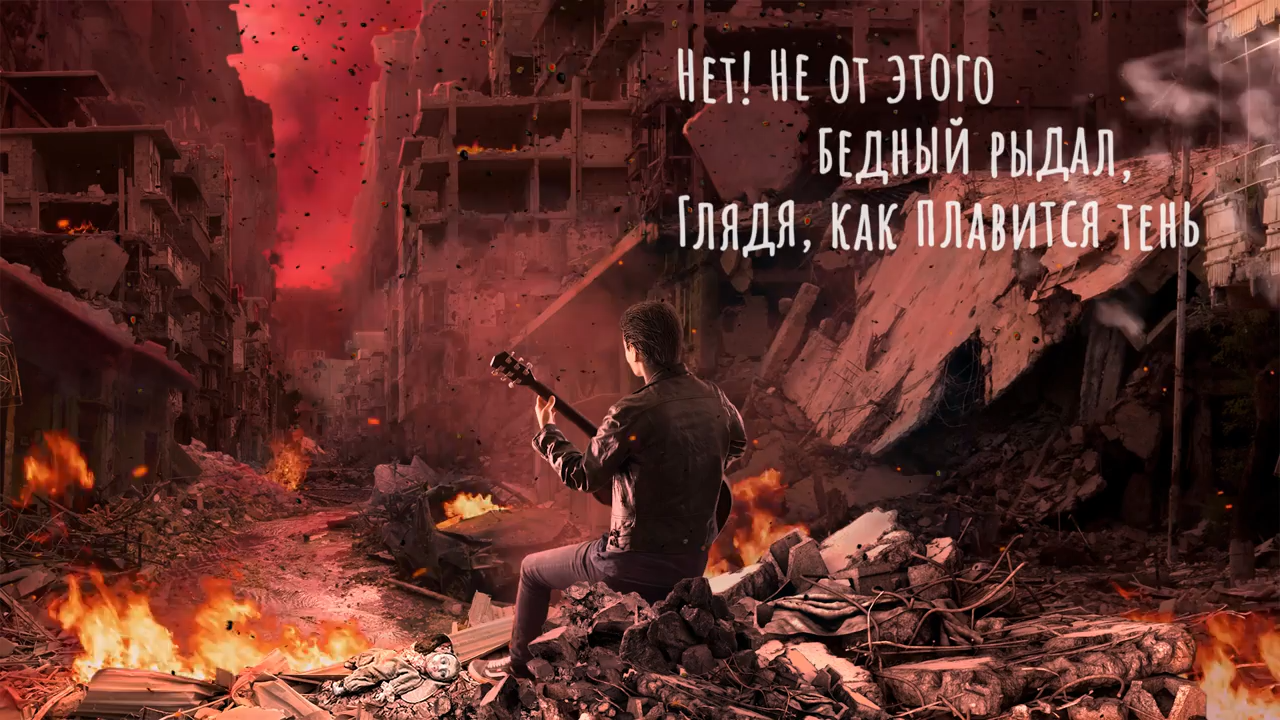 Нет! Не от этого
бедный рыдал,
Глядя, как плавится тень